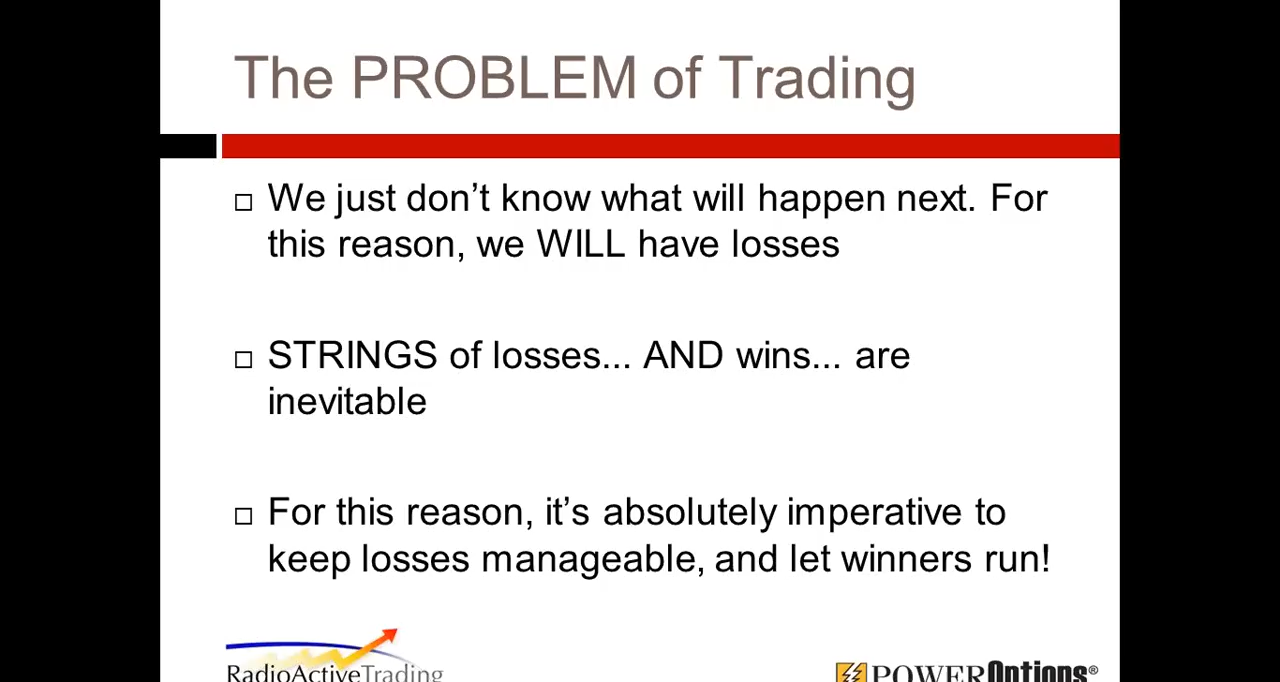 The PROBLEM of Trading
We just don’t know what will happen next. For
this reason, we WILL have losses
STRINGS of losses... AND wins... are
inevitable
For this reason, it’s absolutely imperative to
keep losses manageable, and let winners run!
RadioActiveTrading
POWEROptions®